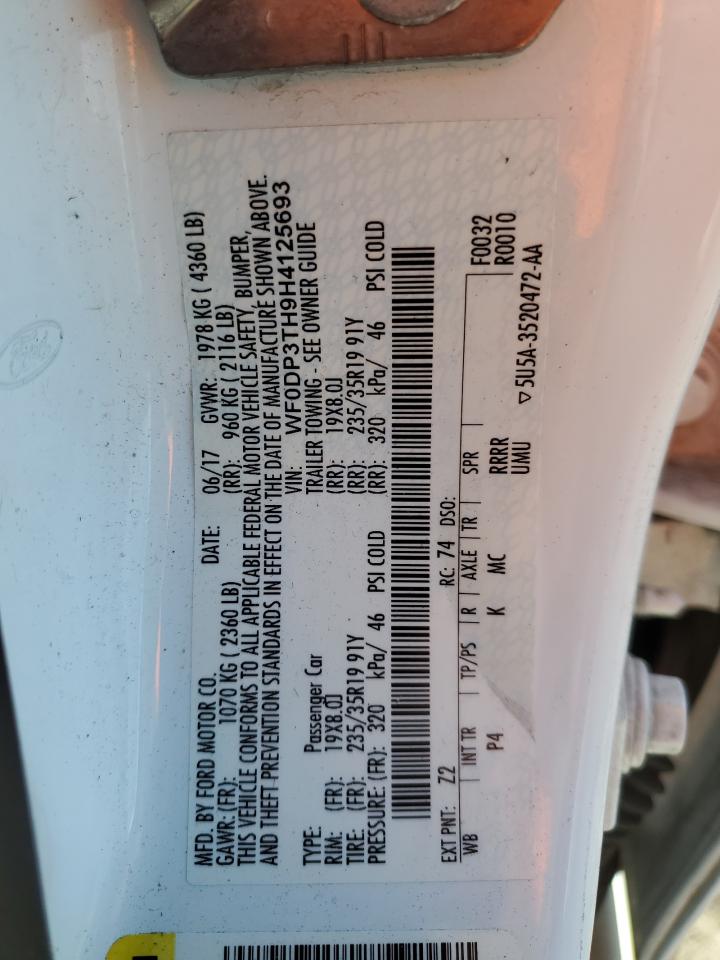 MFD. BY FORD MOTOR CO. DATE: 06/17 GVWR: 1978 KG ( 4360 LB)
GAWR: (FR): 1070 KG ( 2360 LB) (RR): 960 KG ( 2116 LB)
THIS VEHICLE CONFORMS TO ALL APPLICABLE FEDERAL MOTOR VEHICLE SAFETY, BUMPER,
AND THEFT PREVENTION STANDARDS IN EFFECT ON THE DATE OF MANUFACTURE SHOWN ABOVE.
VIN: WF0DP3TH9H4125693
TYPE: Passenger Car TRAILER TOWING - SEE OWNER GUIDE
RIM: (FR): 19X8.0J (RR): 19X8.0J
TIRE: (FR): 235/35R19 91Y (RR): 235/35R19 91Y
PRESSURE: (FR): 320 kPa/ 46 PSI COLD (RR): 320 kPa/ 46 PSI COLD
EXT PNT: Z2 RC: 74 DSO:
WB INT TR TP/PS R AXLE TR SPR F0032
P4 K MC RRRR R0010
UMU ▽5U5A-3520472-AA